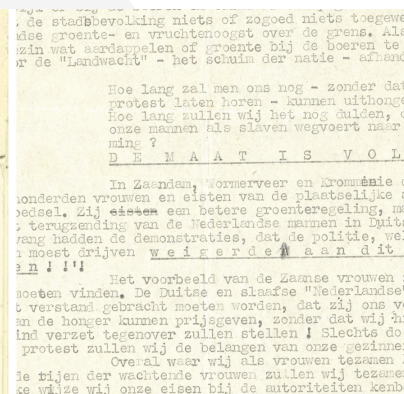 de stadsbevolking niets of zogoed niets toegewe
dse groente- en vruchtenoogst over de grens. Als
ezin wat aardappelen of groente bij de boeren te
or de "Landwacht" - het schuim der natie - afhand
Hoe lang zal men ons nog - zonder dat
protest laten horen - kunnen uithonge
Hoe lang zullen wij het nog dulden, d
onze mannen als slaven wegvoert naar
ming ?
D E M A A T I S V O L
In Zaandam, Wormerveer en Krommenie e
honderden vrouwen en eisten van de plaatselijke a
oedsel. Zij eisten een betere groenteregeling, ma
t terugzending van de Nederlandse mannen in Duits
vang hadden de demonstraties, dat de politie, wel
n moest drijven w e i g e r d e n a a n d i t
e n ! ! ! !
Het voorbeeld van de Zaanse vrouwen z
moeten vinden. De Duitse en slaafse "Nederlandse"
t verstand gebracht moeten worden, dat zij ons vo
an de honger kunnen prijsgeven, zonder dat wij hi
ind verzet tegenover zullen stellen ! Slechts do
protest zullen wij de belangen van onze gezinnen
Overal waar wij als vrouwen tezamen k
de rijen der wachtende vrouwen zullen wij tezamen
ke wijze wij onze eisen bij de autoriteiten kenb